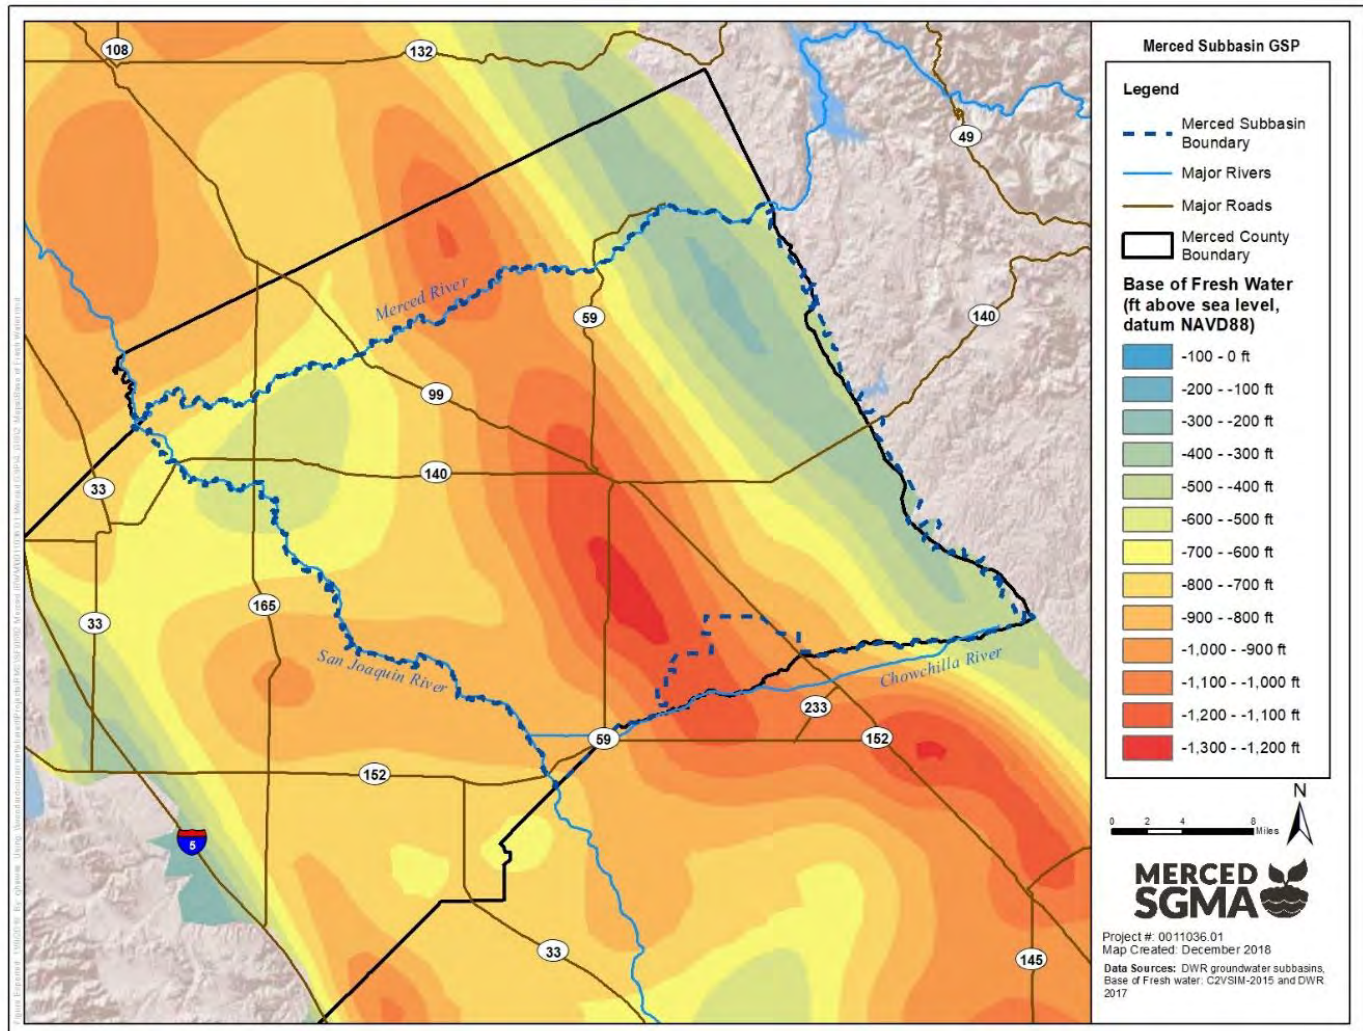 108
132
49
Merced River
59
140
99
140
33
33
165
San Joaquin River
Chowchilla River
233
59
152
152
5
33
145
Merced Subbasin GSP
Legend
Merced Subbasin
Boundary
Major Rivers
Major Roads
Merced County
Boundary
Base of Fresh Water
(ft above sea level,
datum NAVD88)
-100 - 0 ft
-200 - -100 ft
-300 - -200 ft
-400 - -300 ft
-500 - -400 ft
-600 - -500 ft
-700 - -600 ft
-800 - -700 ft
-900 - -800 ft
-1,000 - -900 ft
-1,100 - -1,000 ft
-1,200 - -1,100 ft
-1,300 - -1,200 ft
N
0 2 4 8
Miles
MERCED
SGMA
Project #: 0011036.01
Map Created: December 2018
Data Sources: DWR groundwater subbasins,
Base of Fresh water: C2VSIM-2015 and DWR
2017